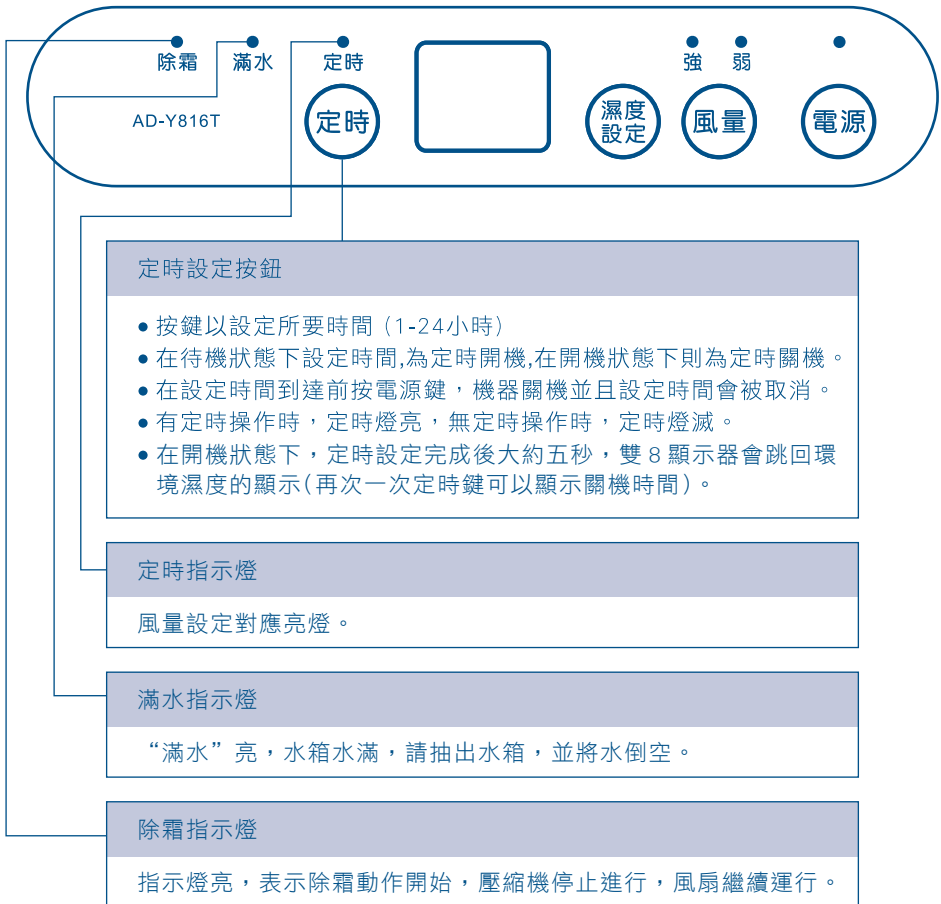 除霜 滿水 定時 強 弱
AD-Y816T 定時 濕度設定 風量 電源
定時設定按鈕
●按鍵以設定所要時間（1-24小時）
●在待機狀態下設定時間,為定時開機,在開機狀態下則為定時關機。
●在設定時間到達前按電源鍵，機器關機並且設定時間會被取消。
●有定時操作時，定時燈亮，無定時操作時，定時燈滅。
●在開機狀態下，定時設定完成後大約五秒，雙 8 顯示器會跳回環
境濕度的顯示(再次一次定時鍵可以顯示關機時間)。
定時指示燈
風量設定對應亮燈。
滿水指示燈
“滿水”亮，水箱水滿，請抽出水箱，並將水倒空。
除霜指示燈
指示燈亮，表示除霜動作開始，壓縮機停止進行，風扇繼續運行。